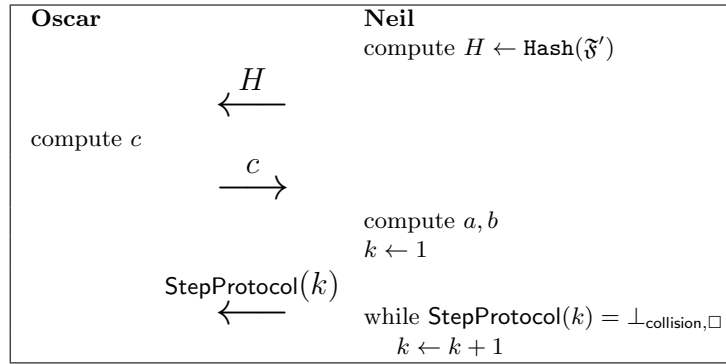 Oscar Neil
compute H ← Hash(𝔉′)
H
compute c
c
compute a, b
k ← 1
StepProtocol(k)
while StepProtocol(k) = ⊥collision,□
k ← k + 1